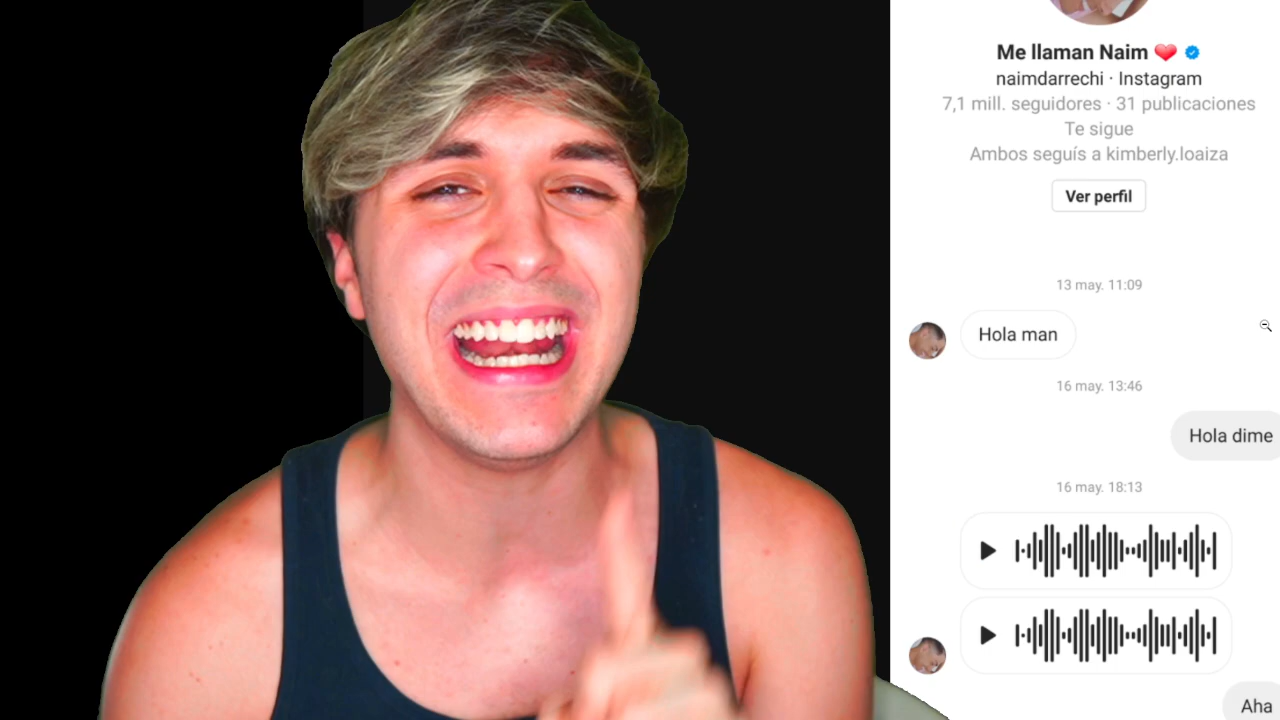 Me llaman Naim ❤️
naimdarrechi · Instagram
7,1 mill. seguidores · 31 publicaciones
Te sigue
Ambos seguís a kimberly.loaiza
Ver perfil
13 may. 11:09
Hola man
16 may. 13:46
Hola dime
16 may. 18:13
Aha